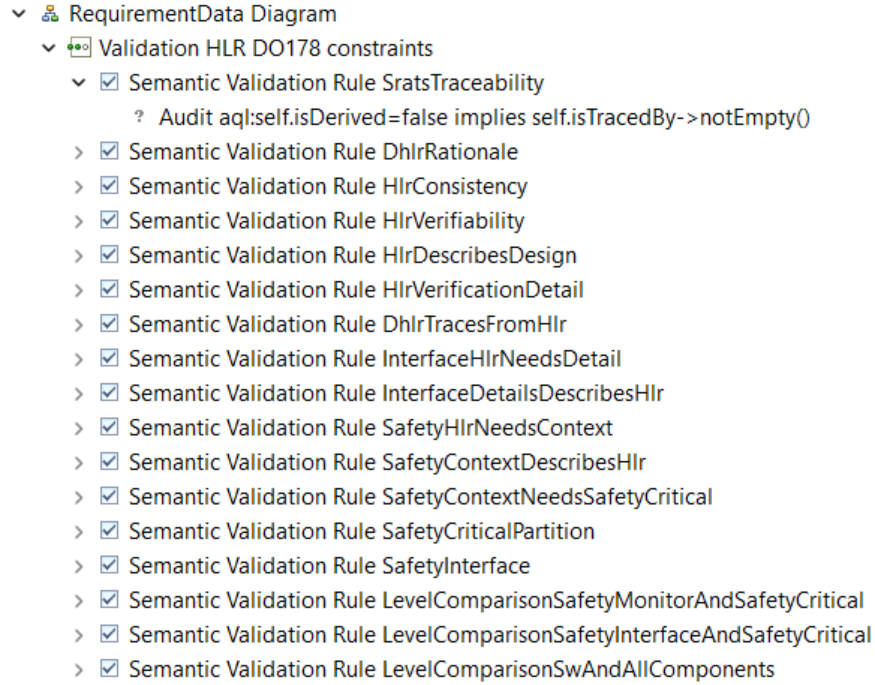 RequirementData Diagram
Validation HLR DO178 constraints
Semantic Validation Rule SratsTraceability
? Audit aql:self.isDerived=false implies self.isTracedBy->notEmpty()
Semantic Validation Rule DhlrRationale
Semantic Validation Rule HlrConsistency
Semantic Validation Rule HlrVerifiability
Semantic Validation Rule HlrDescribesDesign
Semantic Validation Rule HlrVerificationDetail
Semantic Validation Rule DhlrTracesFromHlr
Semantic Validation Rule InterfaceHlrNeedsDetail
Semantic Validation Rule InterfaceDetailsDescribesHlr
Semantic Validation Rule SafetyHlrNeedsContext
Semantic Validation Rule SafetyContextDescribesHlr
Semantic Validation Rule SafetyContextNeedsSafetyCritical
Semantic Validation Rule SafetyCriticalPartition
Semantic Validation Rule SafetyInterface
Semantic Validation Rule LevelComparisonSafetyMonitorAndSafetyCritical
Semantic Validation Rule LevelComparisonSafetyInterfaceAndSafetyCritical
Semantic Validation Rule LevelComparisonSwAndAllComponents